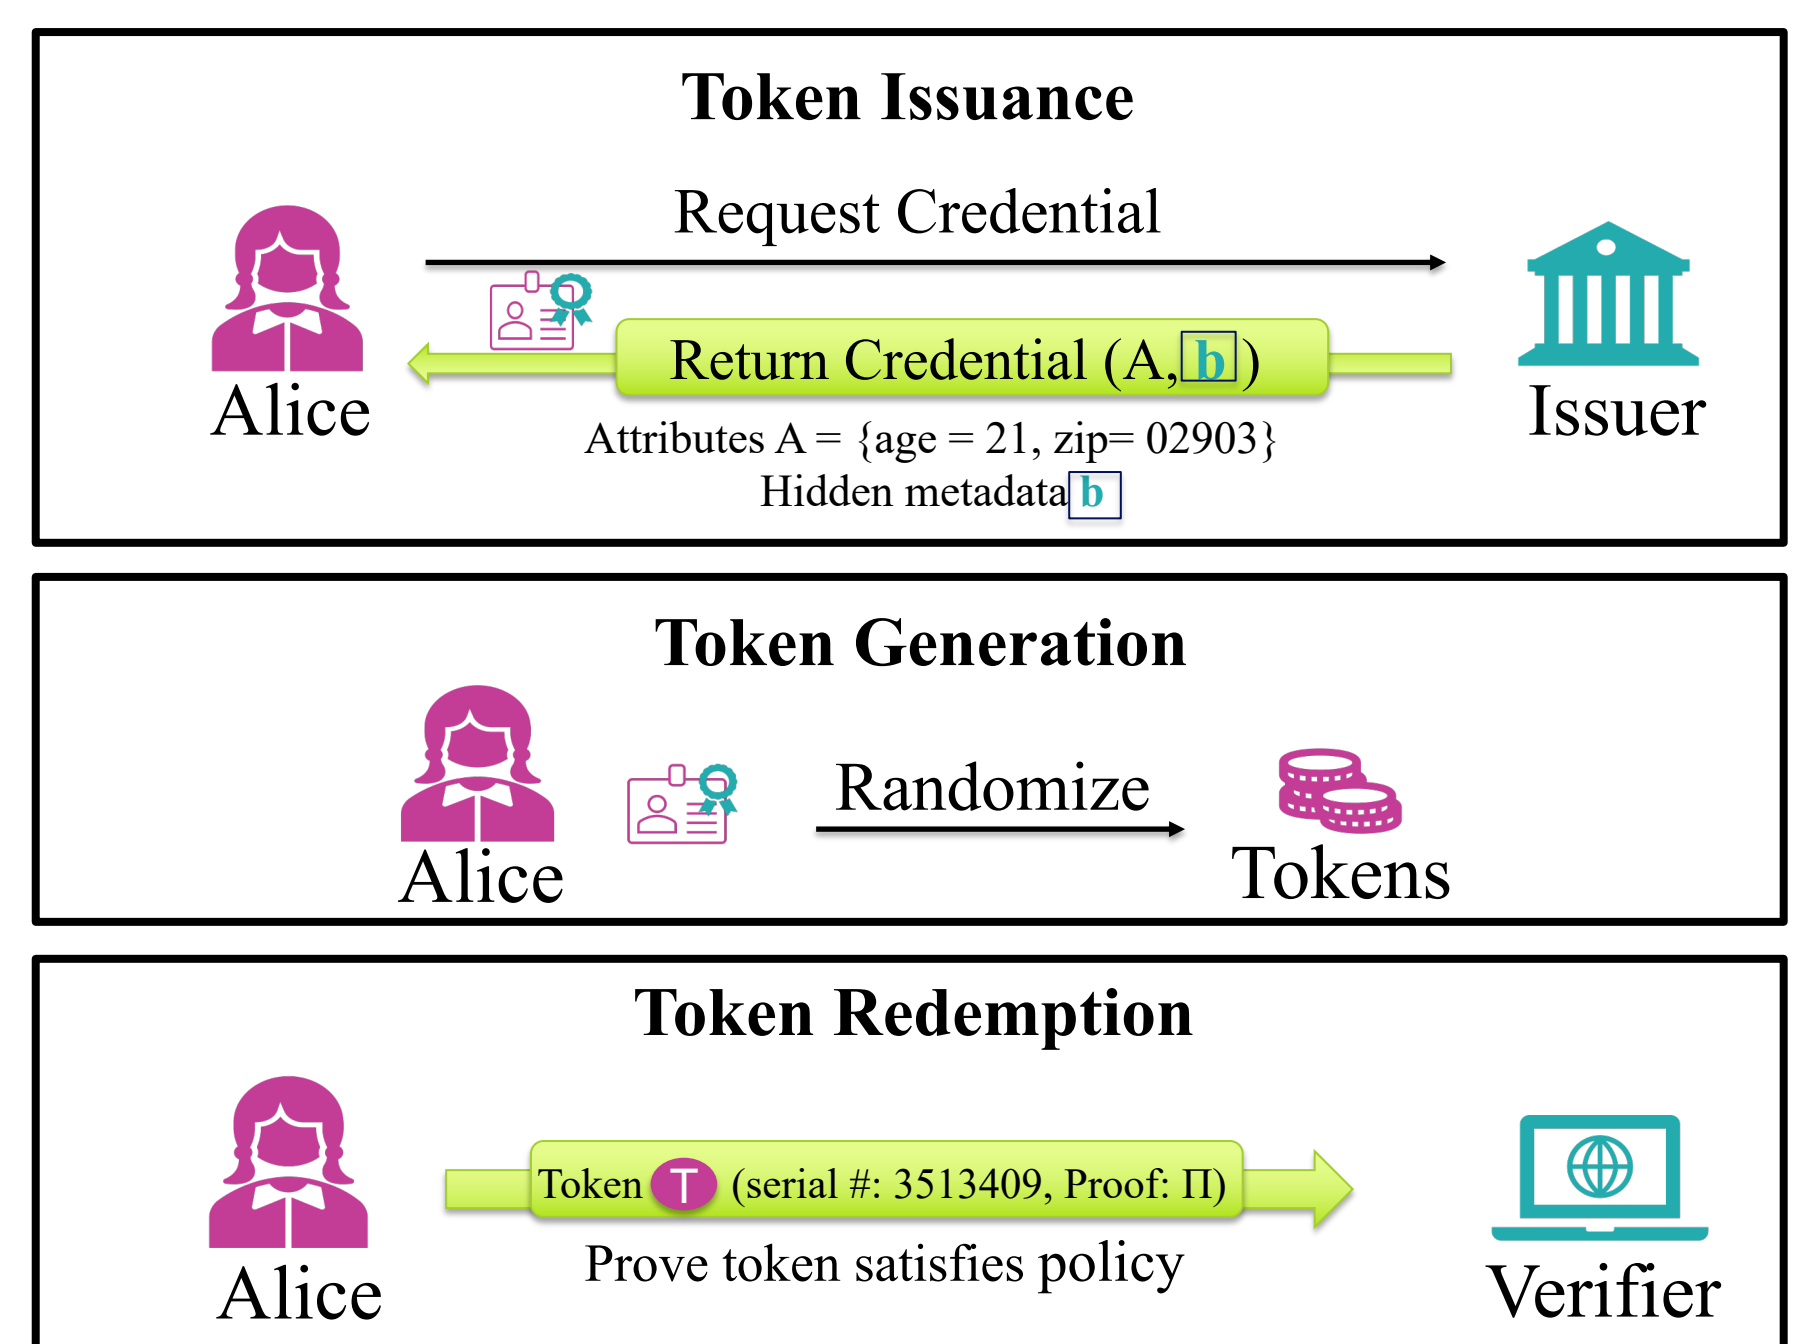 Token Issuance
Request Credential
Return Credential (A, b )
Alice
Issuer
Attributes A = {age = 21, zip= 02903}
Hidden metadata b
Token Generation
Randomize
Alice
Tokens
Token Redemption
Token T (serial #: 3513409, Proof: Π)
Prove token satisfies policy
Alice
Verifier